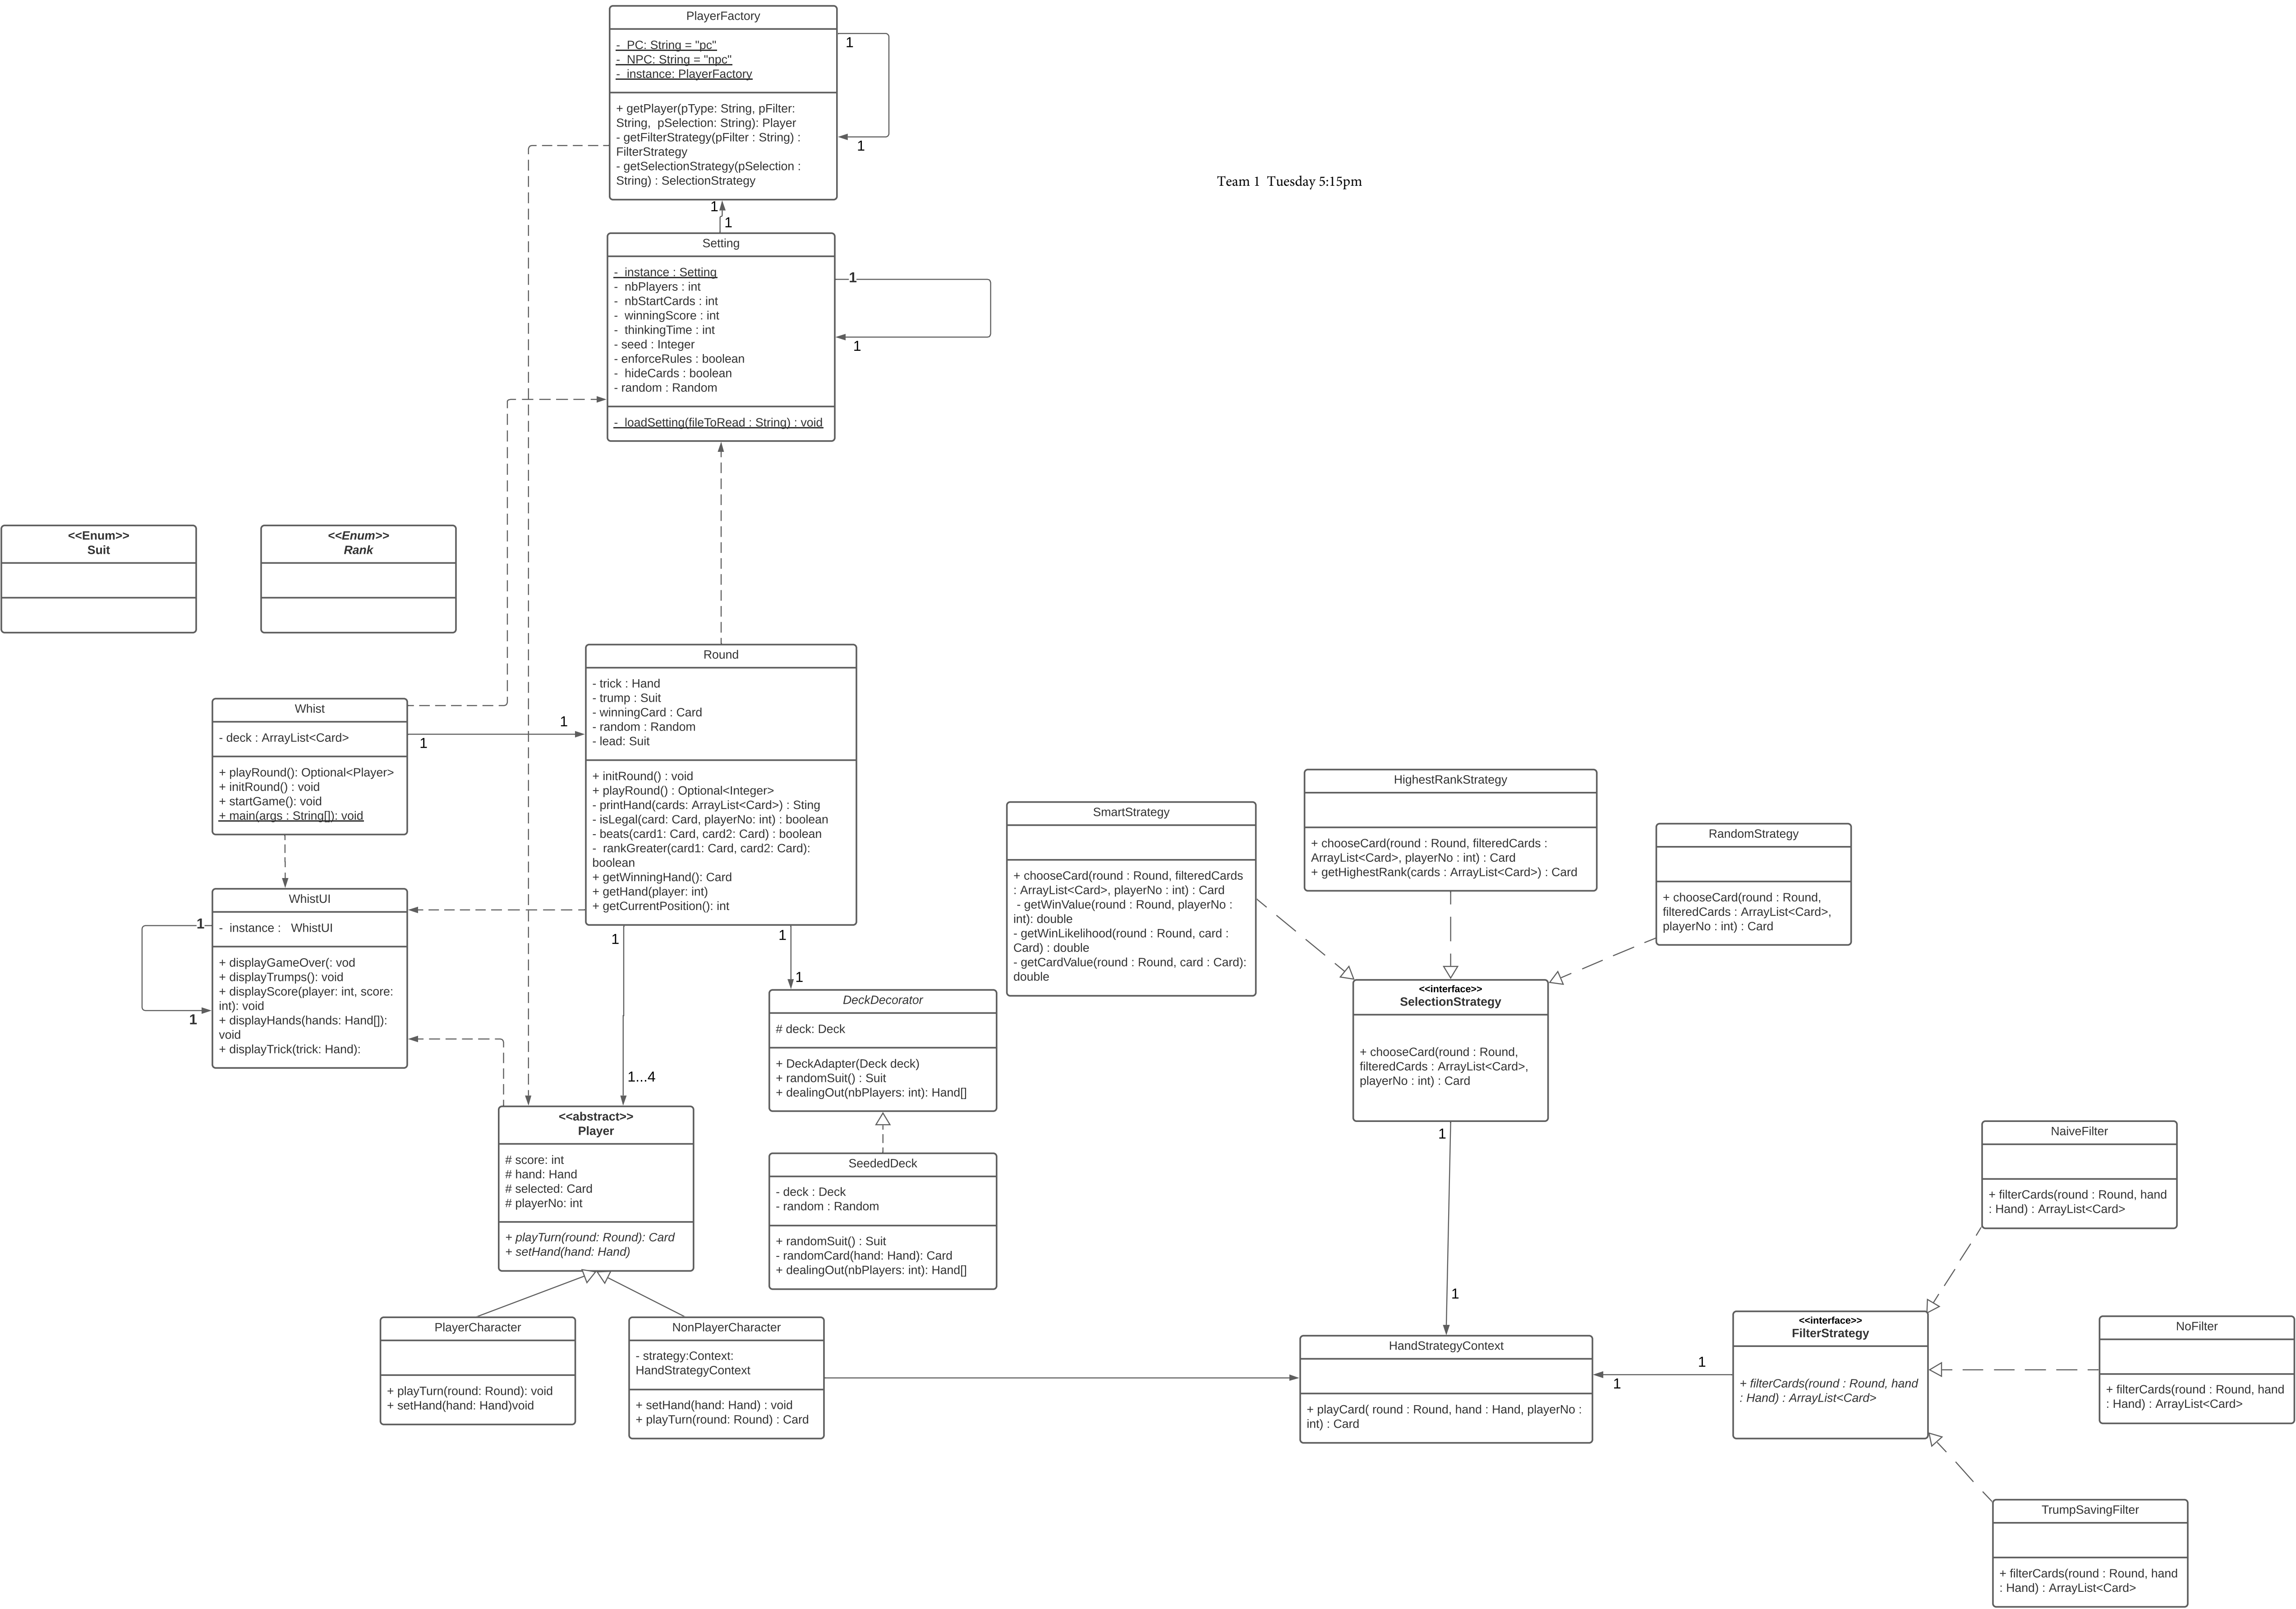 PlayerFactory
-  PC: String = "pc"
-  NPC: String = "npc"
-  instance: PlayerFactory
+ getPlayer(pType: String, pFilter:
String,  pSelection: String): Player
- getFilterStrategy(pFilter : String) :
FilterStrategy
- getSelectionStrategy(pSelection :
String) : SelectionStrategy
1
1
Team 1  Tuesday 5:15pm
1
1
Setting
-  instance : Setting
-  nbPlayers : int
-  nbStartCards : int
-  winningScore : int
-  thinkingTime : int
- seed : Integer
- enforceRules : boolean
-  hideCards : boolean
- random : Random
-  loadSetting(fileToRead : String) : void
1
1
<<Enum>>
Suit
<<Enum>>
Rank
Round
- trick : Hand
- trump : Suit
- winningCard : Card
- random : Random
- lead: Suit
+ initRound() : void
+ playRound() : Optional<Integer>
- printHand(cards: ArrayList<Card>) : Sting
- isLegal(card: Card, playerNo: int) : boolean
- beats(card1: Card, card2: Card) : boolean
-  rankGreater(card1: Card, card2: Card):
boolean
+ getWinningHand(): Card
+ getHand(player: int)
+ getCurrentPosition(): int
Whist
- deck : ArrayList<Card>
+ playRound(): Optional<Player>
+ initRound() : void
+ startGame(): void
+ main(args : String[]): void
1
1
WhistUI
-  instance :   WhistUI
+ displayGameOver(: vod
+ displayTrumps(): void
+ displayScore(player: int, score:
int): void
+ displayHands(hands: Hand[]):
void
+ displayTrick(trick: Hand):
1
1
1
1...4
1
1
DeckDecorator
# deck: Deck
+ DeckAdapter(Deck deck)
+ randomSuit() : Suit
+ dealingOut(nbPlayers: int): Hand[]
SeededDeck
- deck : Deck
- random : Random
+ randomSuit() : Suit
- randomCard(hand: Hand): Card
+ dealingOut(nbPlayers: int): Hand[]
<<abstract>>
Player
# score: int
# hand: Hand
# selected: Card
# playerNo: int
+ playTurn(round: Round): Card
+ setHand(hand: Hand)
PlayerCharacter
+ playTurn(round: Round): void
+ setHand(hand: Hand)void
NonPlayerCharacter
- strategy:Context:
HandStrategyContext
+ setHand(hand: Hand) : void
+ playTurn(round: Round) : Card
SmartStrategy
+ chooseCard(round : Round, filteredCards
: ArrayList<Card>, playerNo : int) : Card
 - getWinValue(round : Round, playerNo :
int): double
- getWinLikelihood(round : Round, card :
Card) : double
- getCardValue(round : Round, card : Card):
double
HighestRankStrategy
+ chooseCard(round : Round, filteredCards :
ArrayList<Card>, playerNo : int) : Card
+ getHighestRank(cards : ArrayList<Card>) : Card
RandomStrategy
+ chooseCard(round : Round,
filteredCards : ArrayList<Card>,
playerNo : int) : Card
<<interface>>
SelectionStrategy
+ chooseCard(round : Round,
filteredCards : ArrayList<Card>,
playerNo : int) : Card
1
1
HandStrategyContext
+ playCard( round : Round, hand : Hand, playerNo :
int) : Card
1
1
<<interface>>
FilterStrategy
+ filterCards(round : Round, hand
: Hand) : ArrayList<Card>
NaiveFilter
+ filterCards(round : Round, hand
: Hand) : ArrayList<Card>
NoFilter
+ filterCards(round : Round, hand
: Hand) : ArrayList<Card>
TrumpSavingFilter
+ filterCards(round : Round, hand
: Hand) : ArrayList<Card>